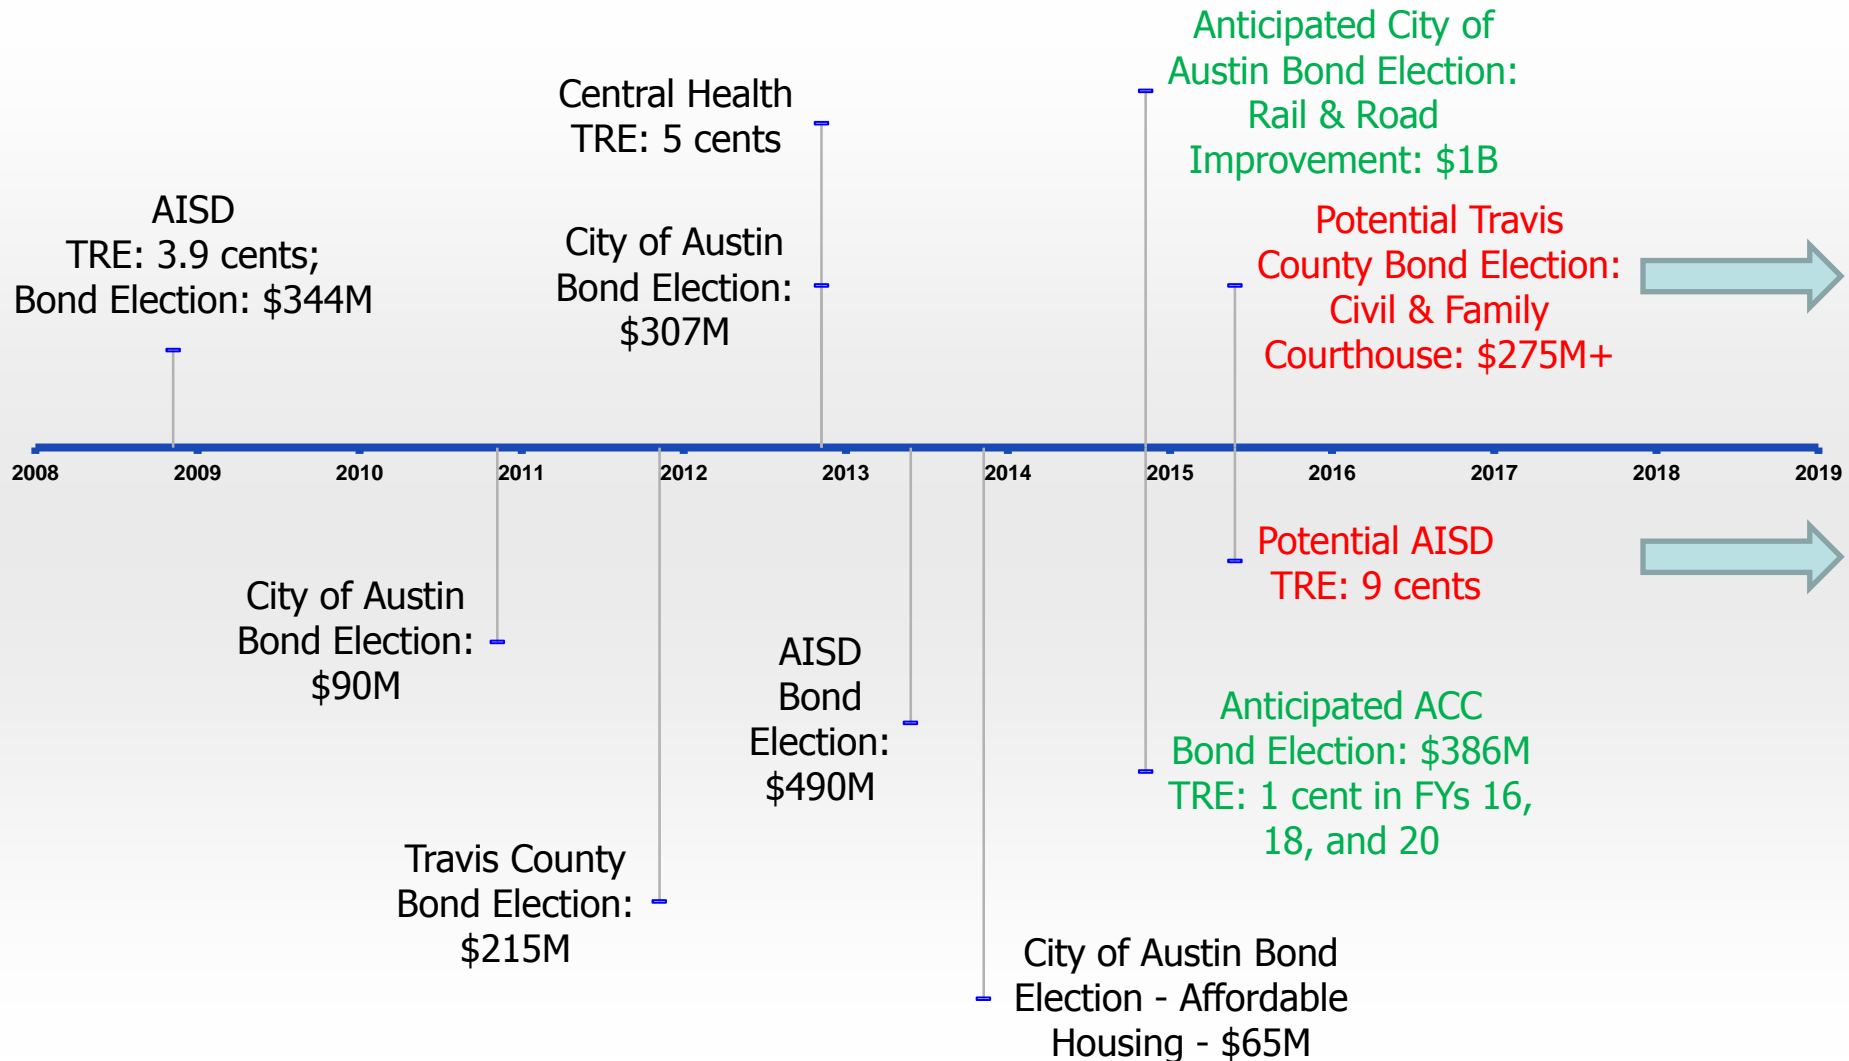 Anticipated City of
Austin Bond Election:
Rail & Road
Improvement: $1B
Central Health
TRE: 5 cents
AISD
TRE: 3.9 cents;
Bond Election: $344M
City of Austin
Bond Election:
$307M
Potential Travis
County Bond Election:
Civil & Family
Courthouse: $275M+
2008 2009 2010 2011 2012 2013 2014 2015 2016 2017 2018 2019
Potential AISD
TRE: 9 cents
City of Austin
Bond Election:
$90M
AISD
Bond
Election:
$490M
Anticipated ACC
Bond Election: $386M
TRE: 1 cent in FYs 16,
18, and 20
Travis County
Bond Election:
$215M
City of Austin Bond
Election - Affordable
Housing - $65M